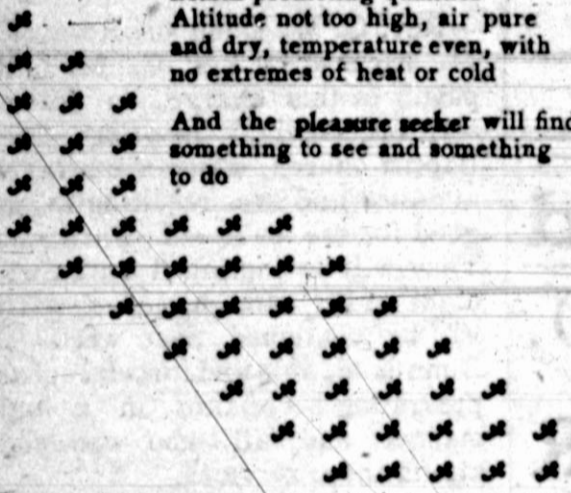 Altitude not too high, air pure
and dry, temperature even, with
no extremes of heat or cold
And the pleasure seeker will find
something to see and something
to do